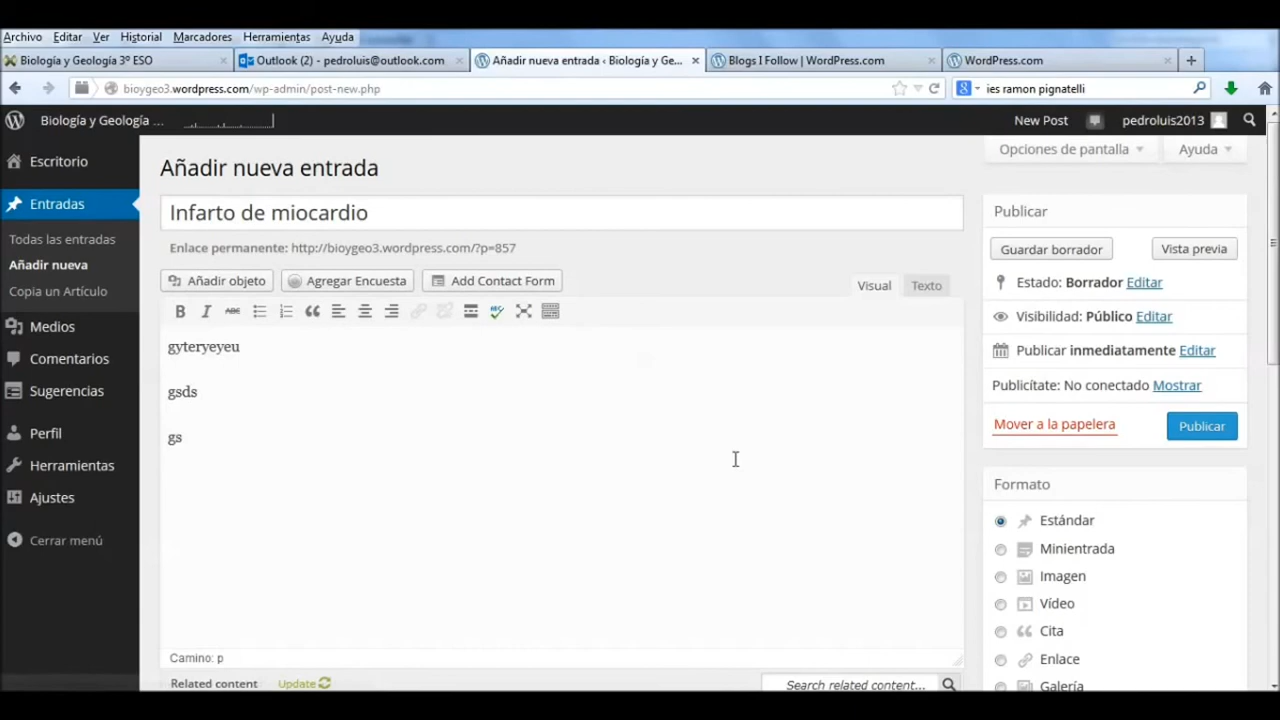 Archivo Editar Ver Historial Marcadores Herramientas Ayuda
Biología y Geología 3º ESO
Outlook (2) - pedroluis@outlook.com
Añadir nueva entrada ‹ Biología y Ge...
Blogs I Follow | WordPress.com
WordPress.com
bioygeo3.wordpress.com/wp-admin/post-new.php
ies ramon pignatelli
Biología y Geología ...
New Post
pedroluis2013
Escritorio
Entradas
Todas las entradas
Añadir nueva
Copia un Artículo
Medios
Comentarios
Sugerencias
Perfil
Herramientas
Ajustes
Cerrar menú
Opciones de pantalla
Ayuda
Añadir nueva entrada
Infarto de miocardio
Enlace permanente: http://bioygeo3.wordpress.com/?p=857
Añadir objeto
Agregar Encuesta
Add Contact Form
Visual
Texto
B I ABC
gyteryeyeu
gsds
gs
Camino: p
Related content
Update
Search related content...
Publicar
Guardar borrador
Vista previa
Estado: Borrador Editar
Visibilidad: Público Editar
Publicar inmediatamente Editar
Publicítate: No conectado Mostrar
Mover a la papelera
Publicar
Formato
Estándar
Minientrada
Imagen
Vídeo
Cita
Enlace
Galería